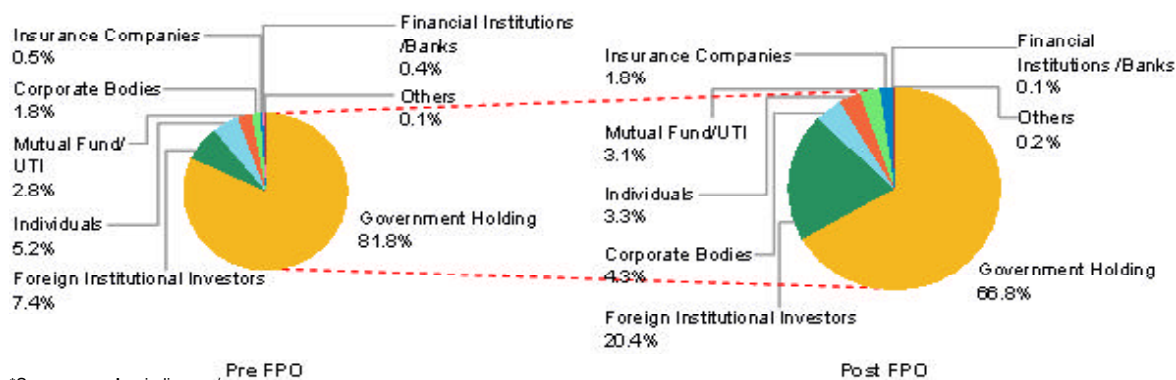 Insurance Companies
0.5%
Corporate Bodies
1.8%
Mutual Fund/
UTI
2.8%
Individuals
5.2%
Foreign Institutional Investors
7.4%
Financial Institutions
/Banks
0.4%
Others
0.1%
Government Holding
81.8%
Pre FPO
Insurance Companies
1.8%
Mutual Fund/UTI
3.1%
Individuals
3.3%
Corporate Bodies
4.3%
Foreign Institutional Investors
20.4%
Financial
Institutions /Banks
0.1%
Others
0.2%
Government Holding
66.8%
Post FPO